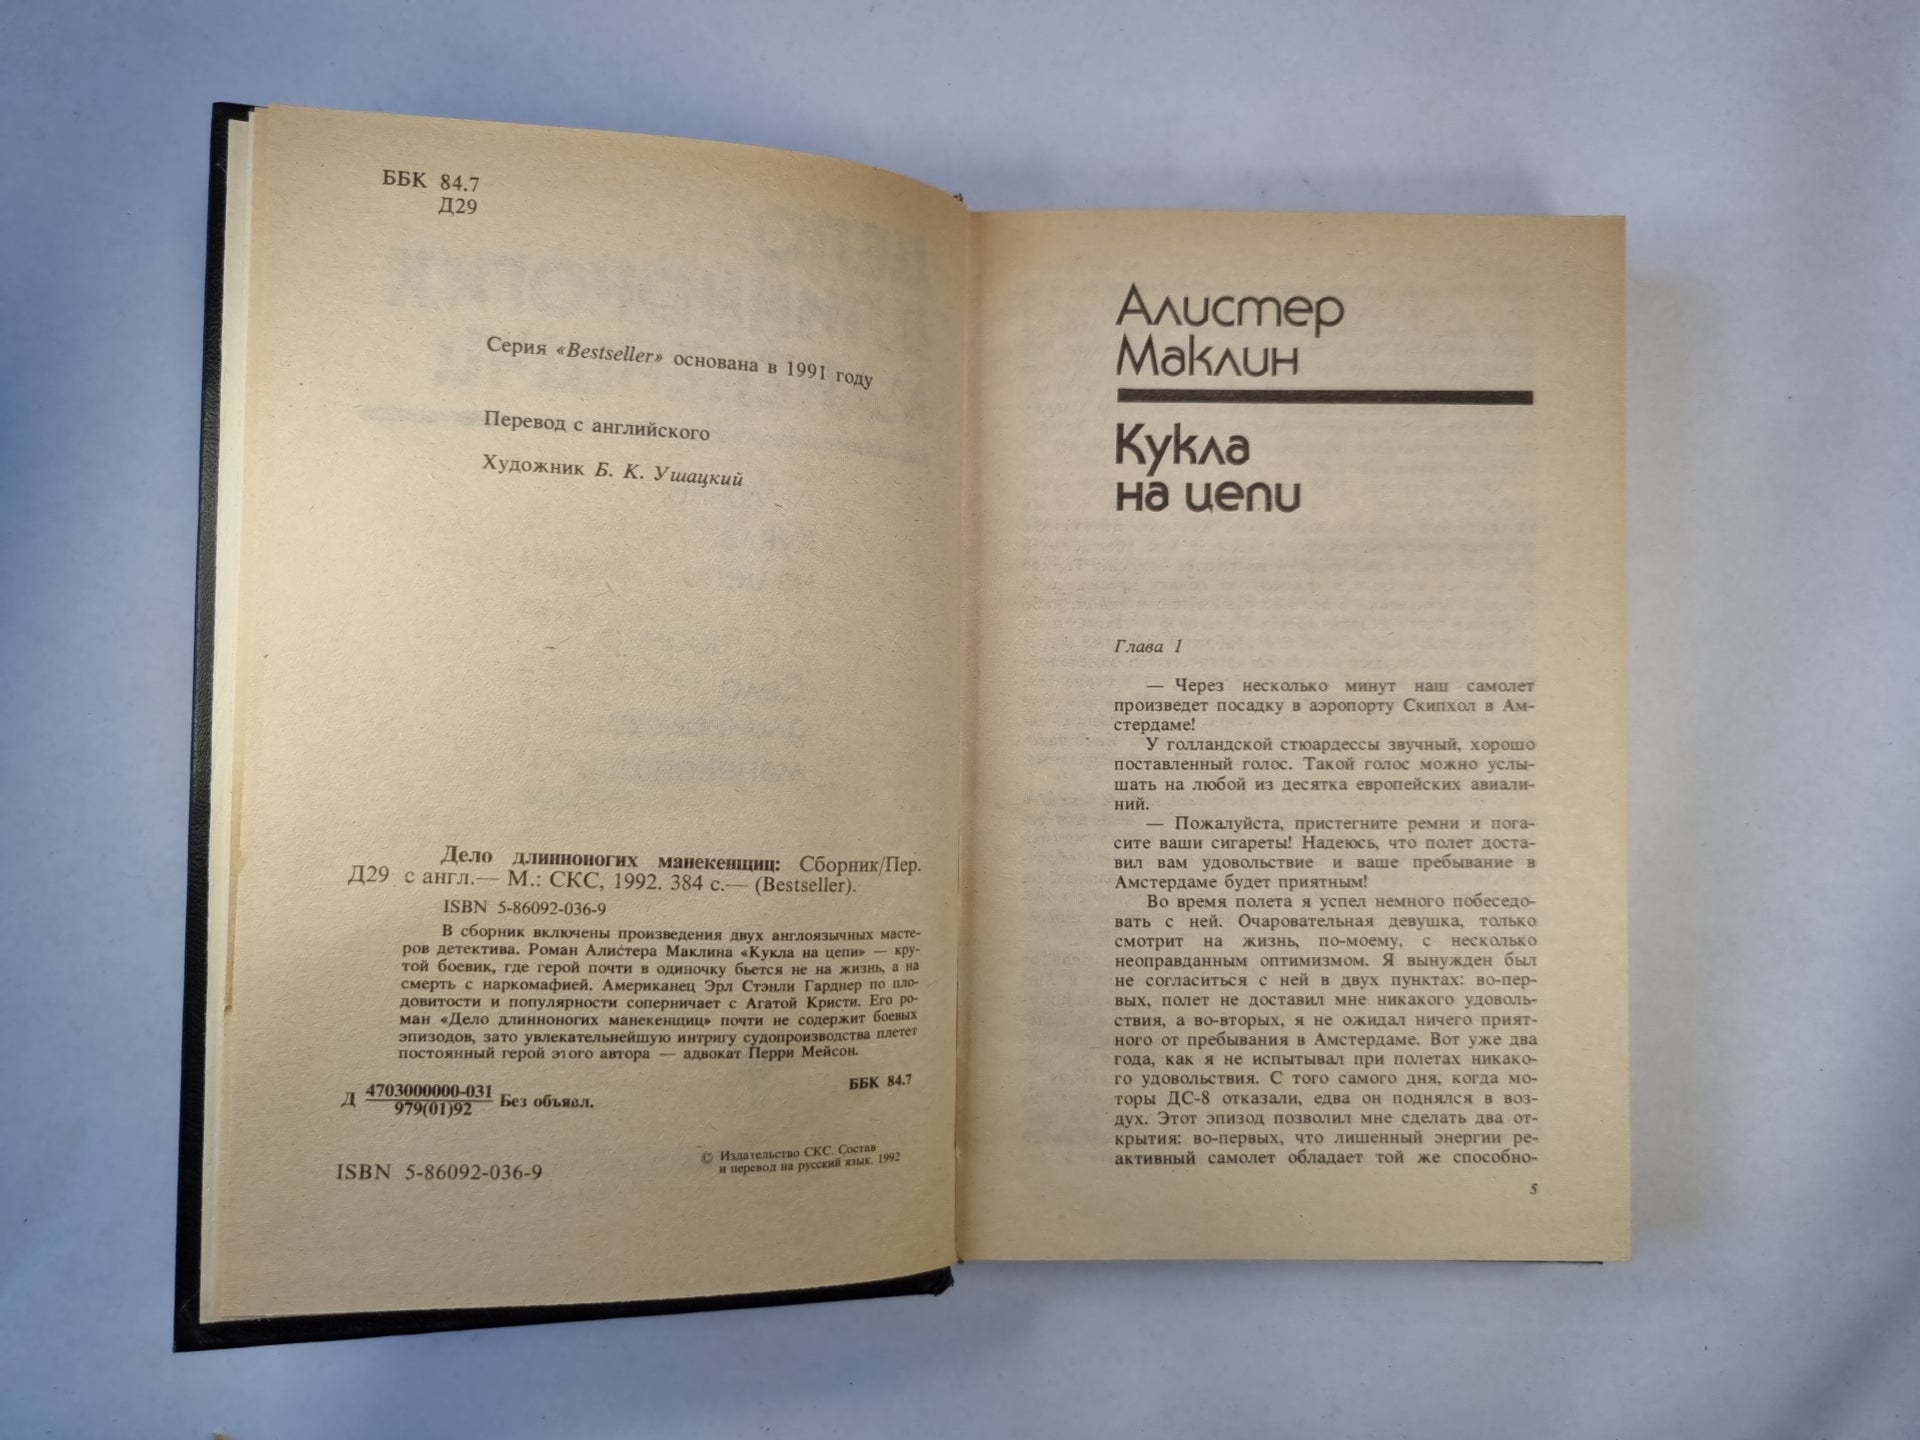 ББК 84.7
Д29
Серия «Bestseller» основана в 1991 году
Перевод с английского
Художник Б. К. Ушацкий
Дело длинноногих манекенщиц: Сборник/Пер.
Д29 с англ.— М.: СКС, 1992. 384 с.— (Bestseller).
ISBN 5-86092-036-9
В сборник включены произведения двух англоязычных масте-
ров детектива. Роман Алистера Маклина «Кукла на цепи» — кру-
той боевик, где герой почти в одиночку бьется не на жизнь, а на
смерть с наркомафией. Американец Эрл Стэнли Гарднер по пло-
довитости и популярности соперничает с Агатой Кристи. Его ро-
ман «Дело длинноногих манекенщиц» почти не содержит боевых
эпизодов, зато увлекательнейшую интригу судопроизводства плетет
постоянный герой этого автора — адвокат Перри Мейсон.
Д 4703000000-031
979(01)92 Без объявл.
ББК 84.7
ISBN 5-86092-036-9
© Издательство СКС. Состав
и перевод на русский язык. 1992
Алистер
Маклин
Кукла
на цепи
Глава 1
— Через несколько минут наш самолет
произведет посадку в аэропорту Скипхол в Ам-
стердаме!
У голландской стюардессы звучный, хорошо
поставленный голос. Такой голос можно услы-
шать на любой из десятка европейских авиали-
ний.
— Пожалуйста, пристегните ремни и пога-
сите ваши сигареты! Надеюсь, что полет доста-
вил вам удовольствие и ваше пребывание в
Амстердаме будет приятным!
Во время полета я успел немного побеседо-
вать с ней. Очаровательная девушка, только
смотрит на жизнь, по-моему, с несколько
неоправданным оптимизмом. Я вынужден был
не согласиться с ней в двух пунктах: во-пер-
вых, полет не доставил мне никакого удоволь-
ствия, а во-вторых, я не ожидал ничего прият-
ного от пребывания в Амстердаме. Вот уже два
года, как я не испытывал при полетах никако-
го удовольствия. С того самого дня, когда мо-
торы ДС-8 отказали, едва он поднялся в воз-
дух. Этот эпизод позволил мне сделать два от-
крытия: во-первых, что лишенный энергии ре-
активный самолет обладает той же способно-
5